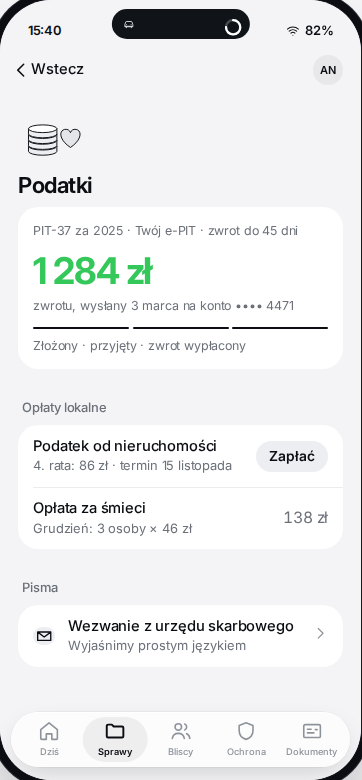 15:40
82%
Wstecz
AN
Podatki
PIT-37 za 2025 · Twój e-PIT · zwrot do 45 dni
1 284 zł
zwrotu, wysłany 3 marca na konto •••• 4471
Złożony · przyjęty · zwrot wypłacony
Opłaty lokalne
Podatek od nieruchomości
4. rata: 86 zł · termin 15 listopada
Zapłać
Opłata za śmieci
Grudzień: 3 osoby × 46 zł
138 zł
Pisma
Wezwanie z urzędu skarbowego
Wyjaśnimy prostym językiem
Dziś
Sprawy
Bliscy
Ochrona
Dokumenty